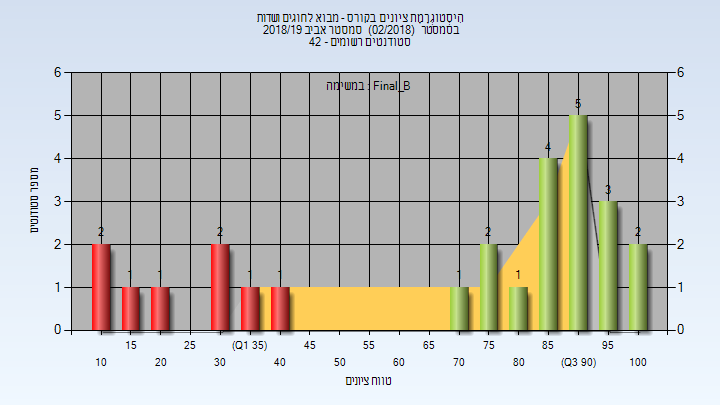 היסטוגרמת ציונים בקורס - מבוא לחוגים ושדות
בסמסטר (02/2018) סמסטר אביב 2018/19
סטודנטים רשומים - 42
במשימה : Final_B
6 6
5 5
4 4
3 3
2 2
1 1
0 0
2 1 1 2 1 1 1 2 1 4 5 3 2
מספר סטודנטים
15 25 (Q1 35) 45 55 65 75 85 95
10 20 30 40 50 60 70 80 (Q3 90) 100
טווח ציונים